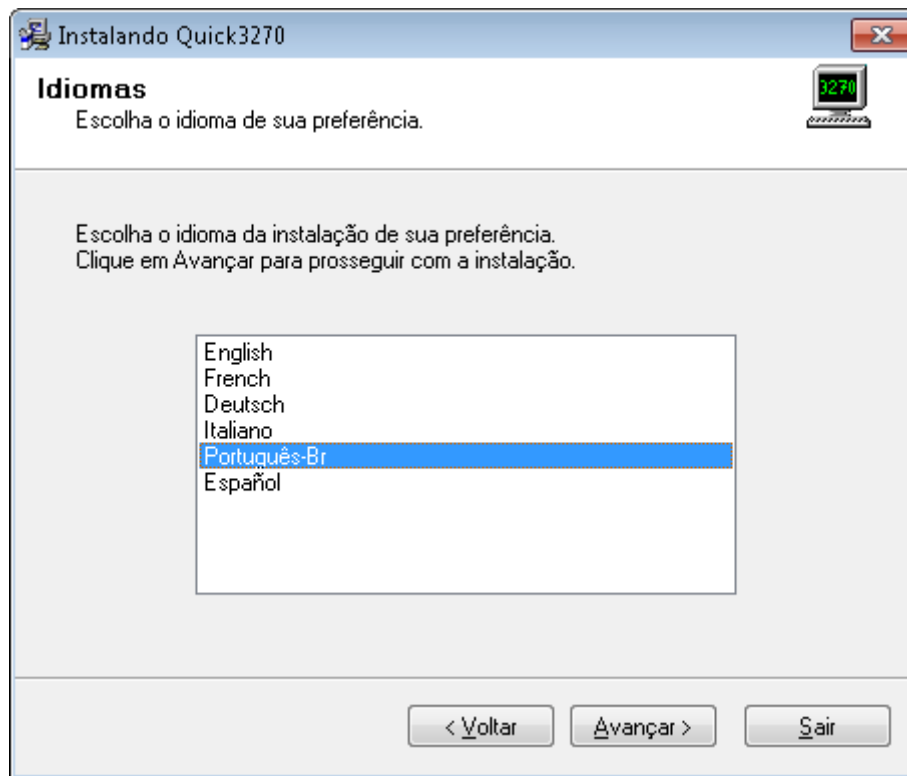 Instalando Quick3270
Idiomas
Escolha o idioma de sua preferência.
3270
Escolha o idioma da instalação de sua preferência.
Clique em Avançar para prosseguir com a instalação.
English
French
Deutsch
Italiano
Português-Br
Español
< Voltar
Avançar >
Sair